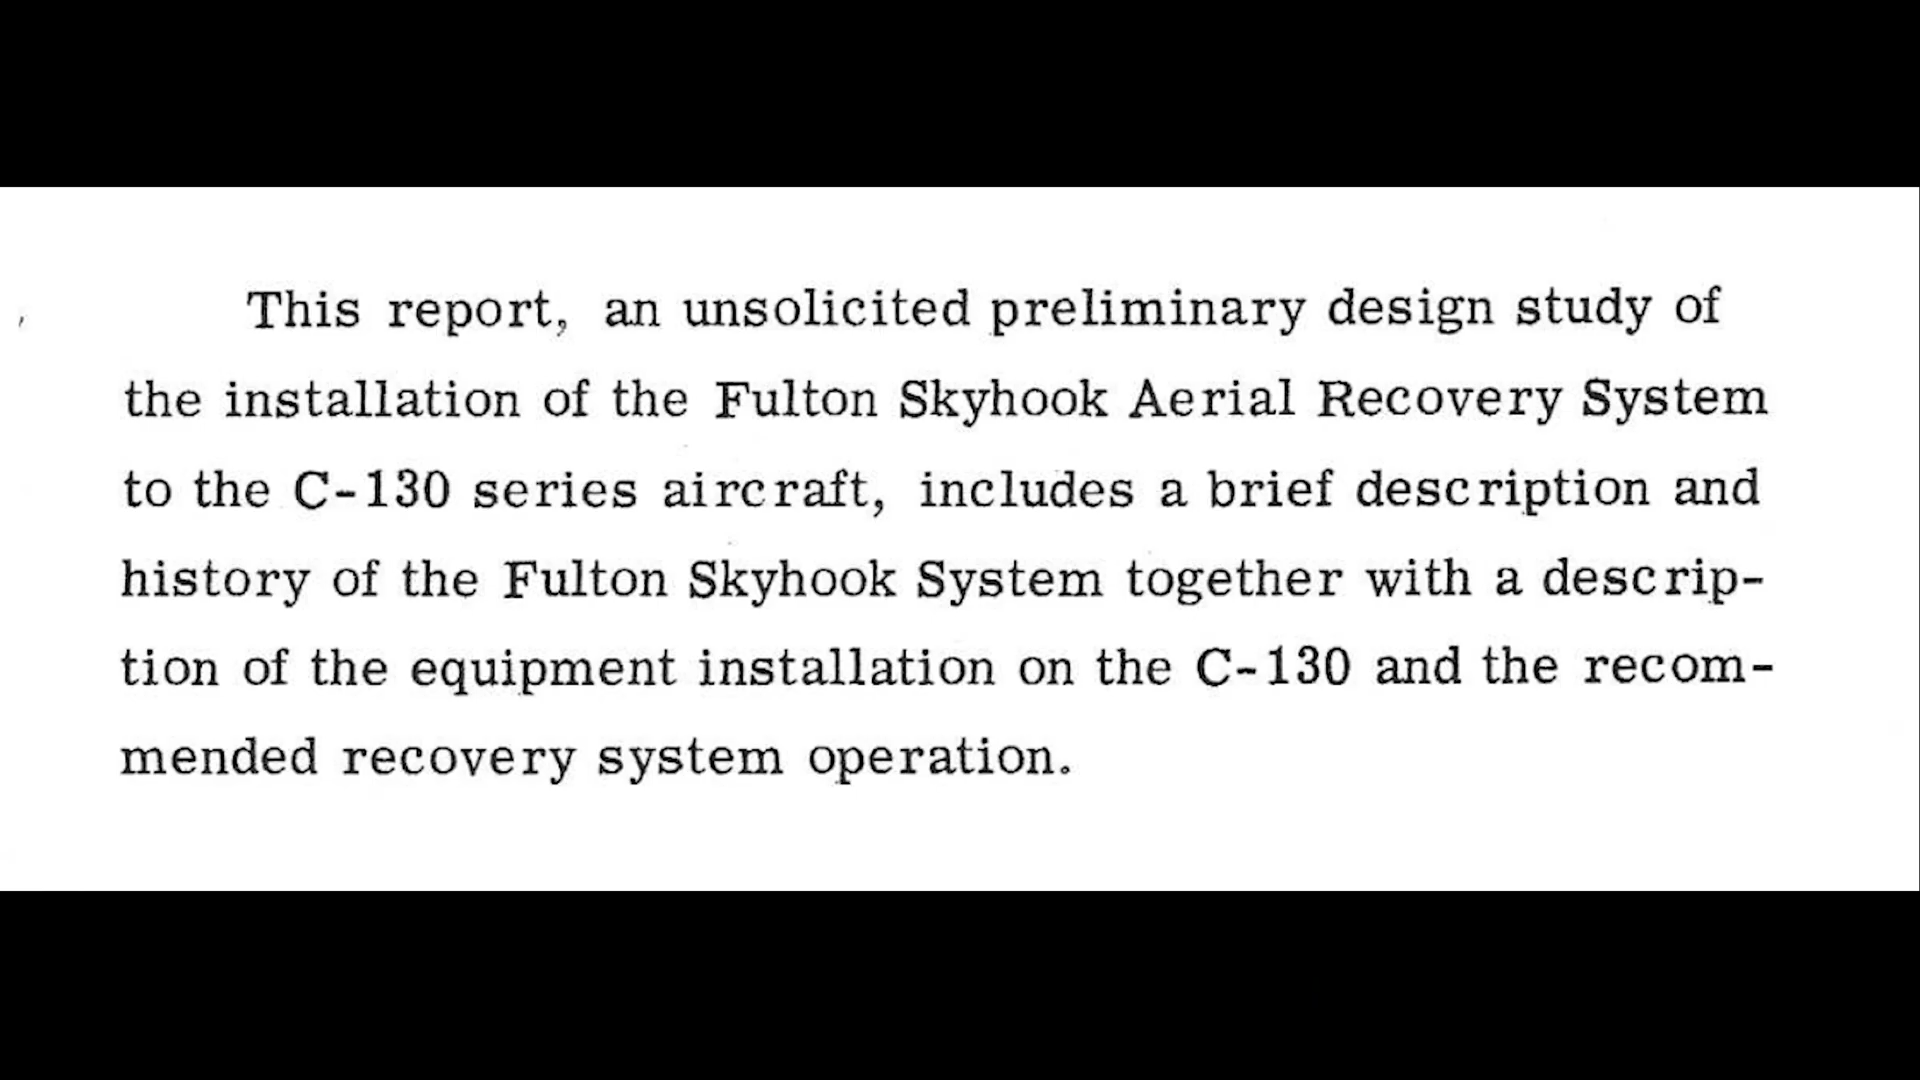 This report, an unsolicited preliminary design study of
the installation of the Fulton Skyhook Aerial Recovery System
to the C-130 series aircraft, includes a brief description and
history of the Fulton Skyhook System together with a descrip-
tion of the equipment installation on the C-130 and the recom-
mended recovery system operation.